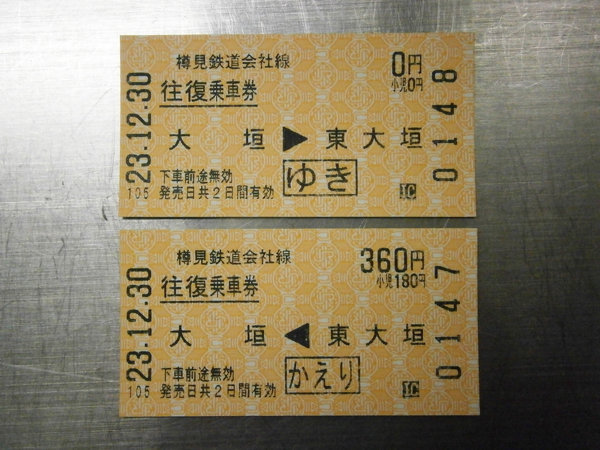 樽見鉄道会社線
0円
往復乗車券
小児0円
大垣 ▶ 東大垣
下車前途無効
ゆき
105 発売日共2日間有効
IC
23.12.30
0148
樽見鉄道会社線
360円
往復乗車券
小児180円
大垣 ◀ 東大垣
下車前途無効
かえり
105 発売日共2日間有効
IC
23.12.30
0147